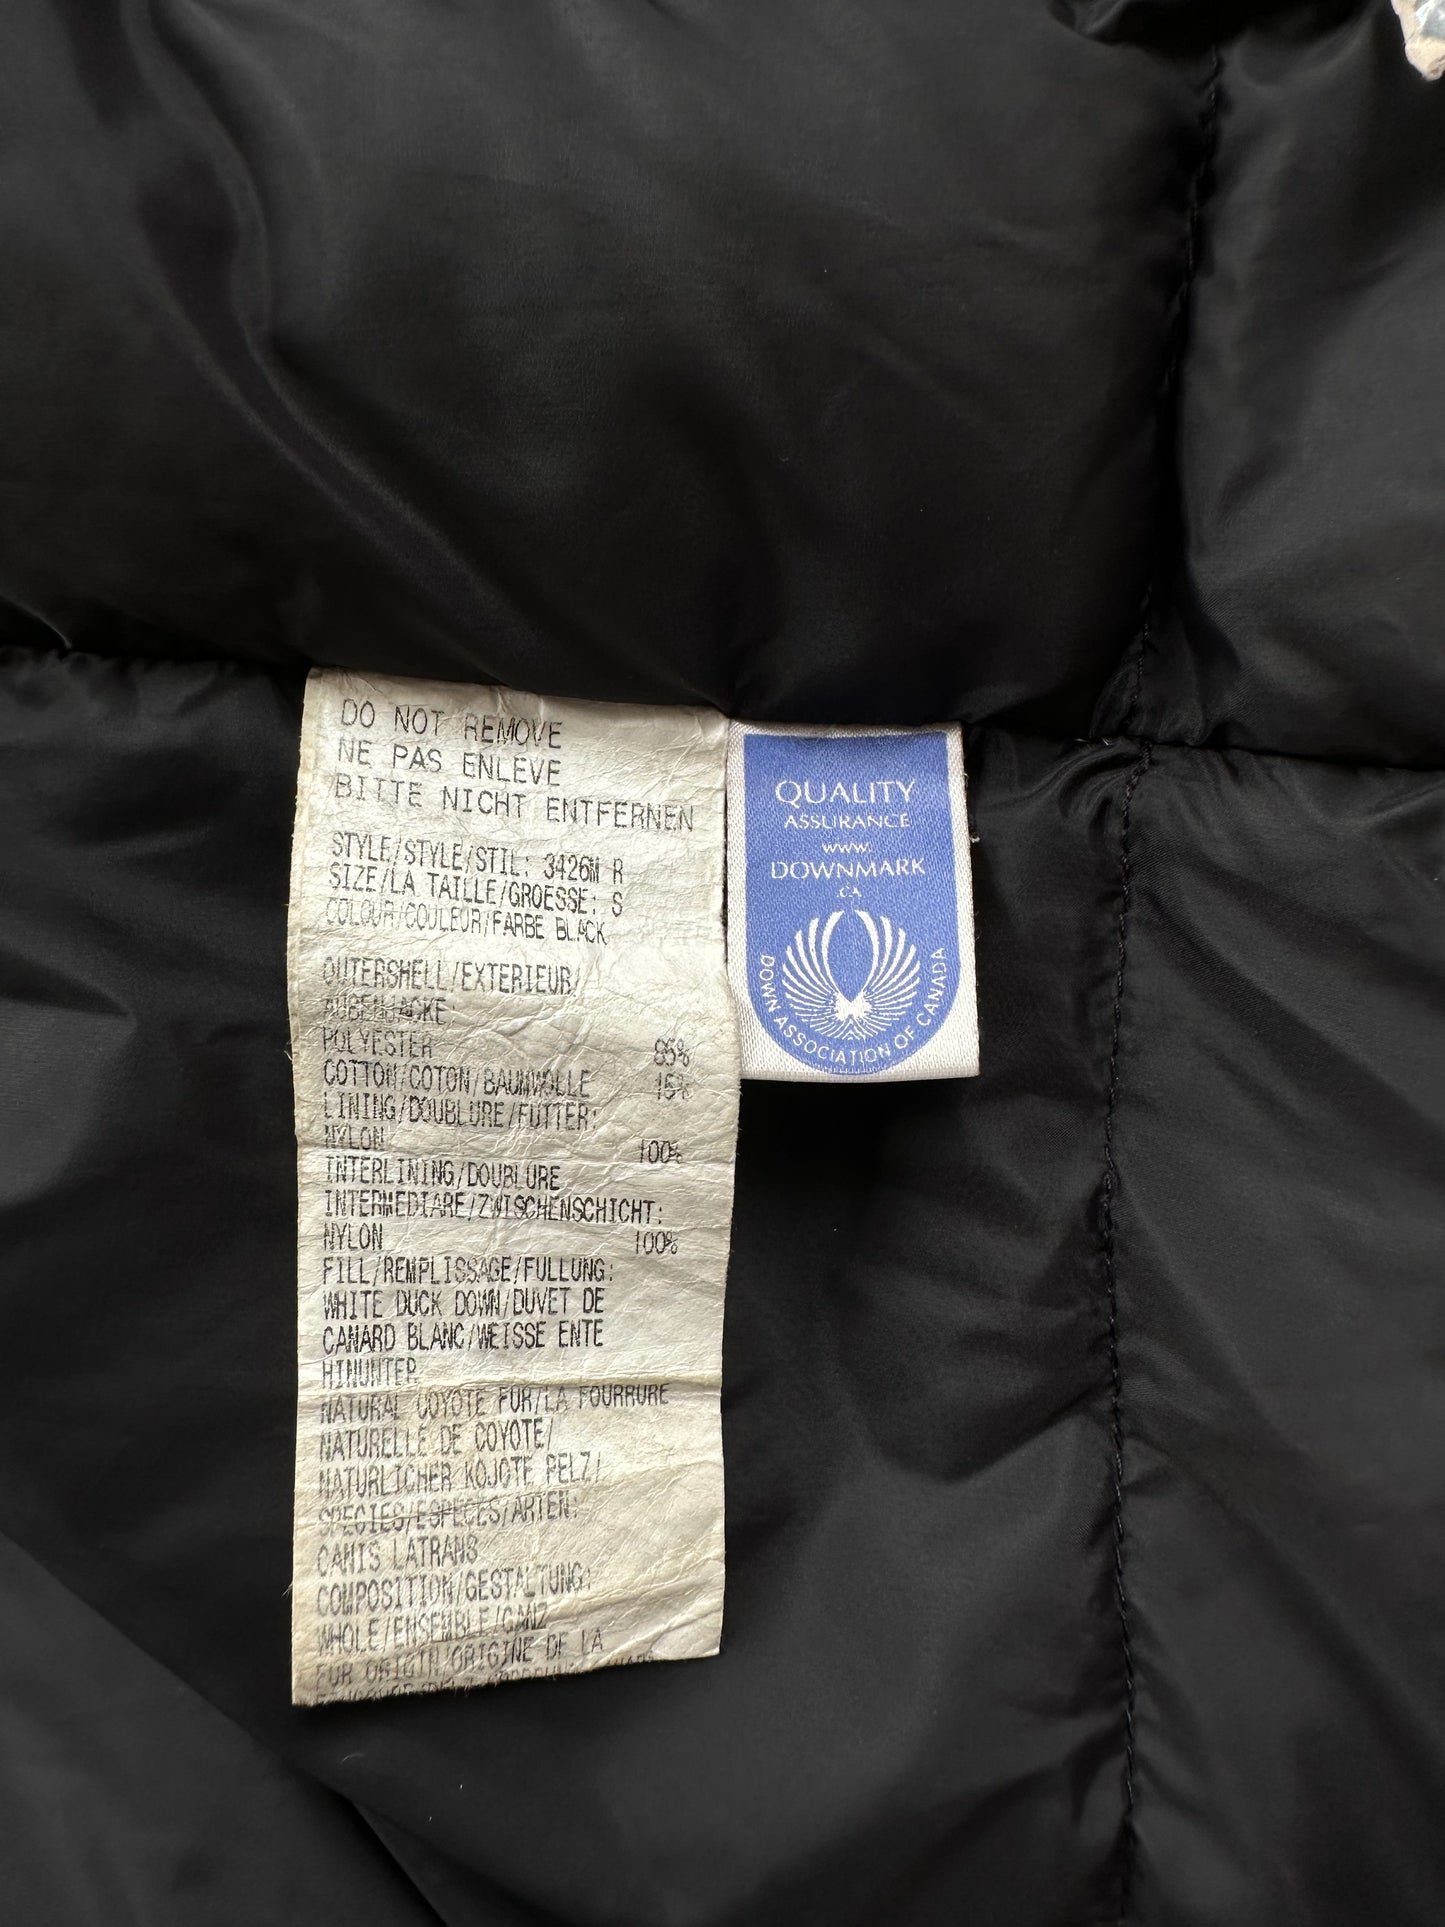 DO NOT REMOVE
NE PAS ENLEVE
BITTE NICHT ENTFERNEN
STYLE/STYLE/STIL: 3426M R
SIZE/LA TAILLE/GROESSE: S
COLOUR/COULEUR/FARBE BLACK
OUTERSHELL/EXTERIEUR/
AUBENJACKE:
POLYESTER 85%
COTTON/COTON/BAUMWOLLE 15%
LINING/DOUBLURE/FUTTER:
NYLON 100%
INTERLINING/DOUBLURE
INTERMEDIARE/ZWISCHENSCHICHT:
NYLON 100%
FILL/REMPLISSAGE/FULLUNG:
WHITE DUCK DOWN/DUVET DE
CANARD BLANC/WEISSE ENTE
HINUNTER
NATURAL COYOTE FUR/LA FOURRURE
NATURELLE DE COYOTE/
NATURLICHER KOJOTE PELZ/
SPECIES/ESPECES/ARTEN:
CANIS LATRANS
COMPOSITION/GESTALTUNG:
WHOLE/ENSEMBLE/GANZ
FUR ORIGIN/ORIGINE DE LA
QUALITY
ASSURANCE
www.
DOWNMARK
.CA
DOWN ASSOCIATION OF CANADA